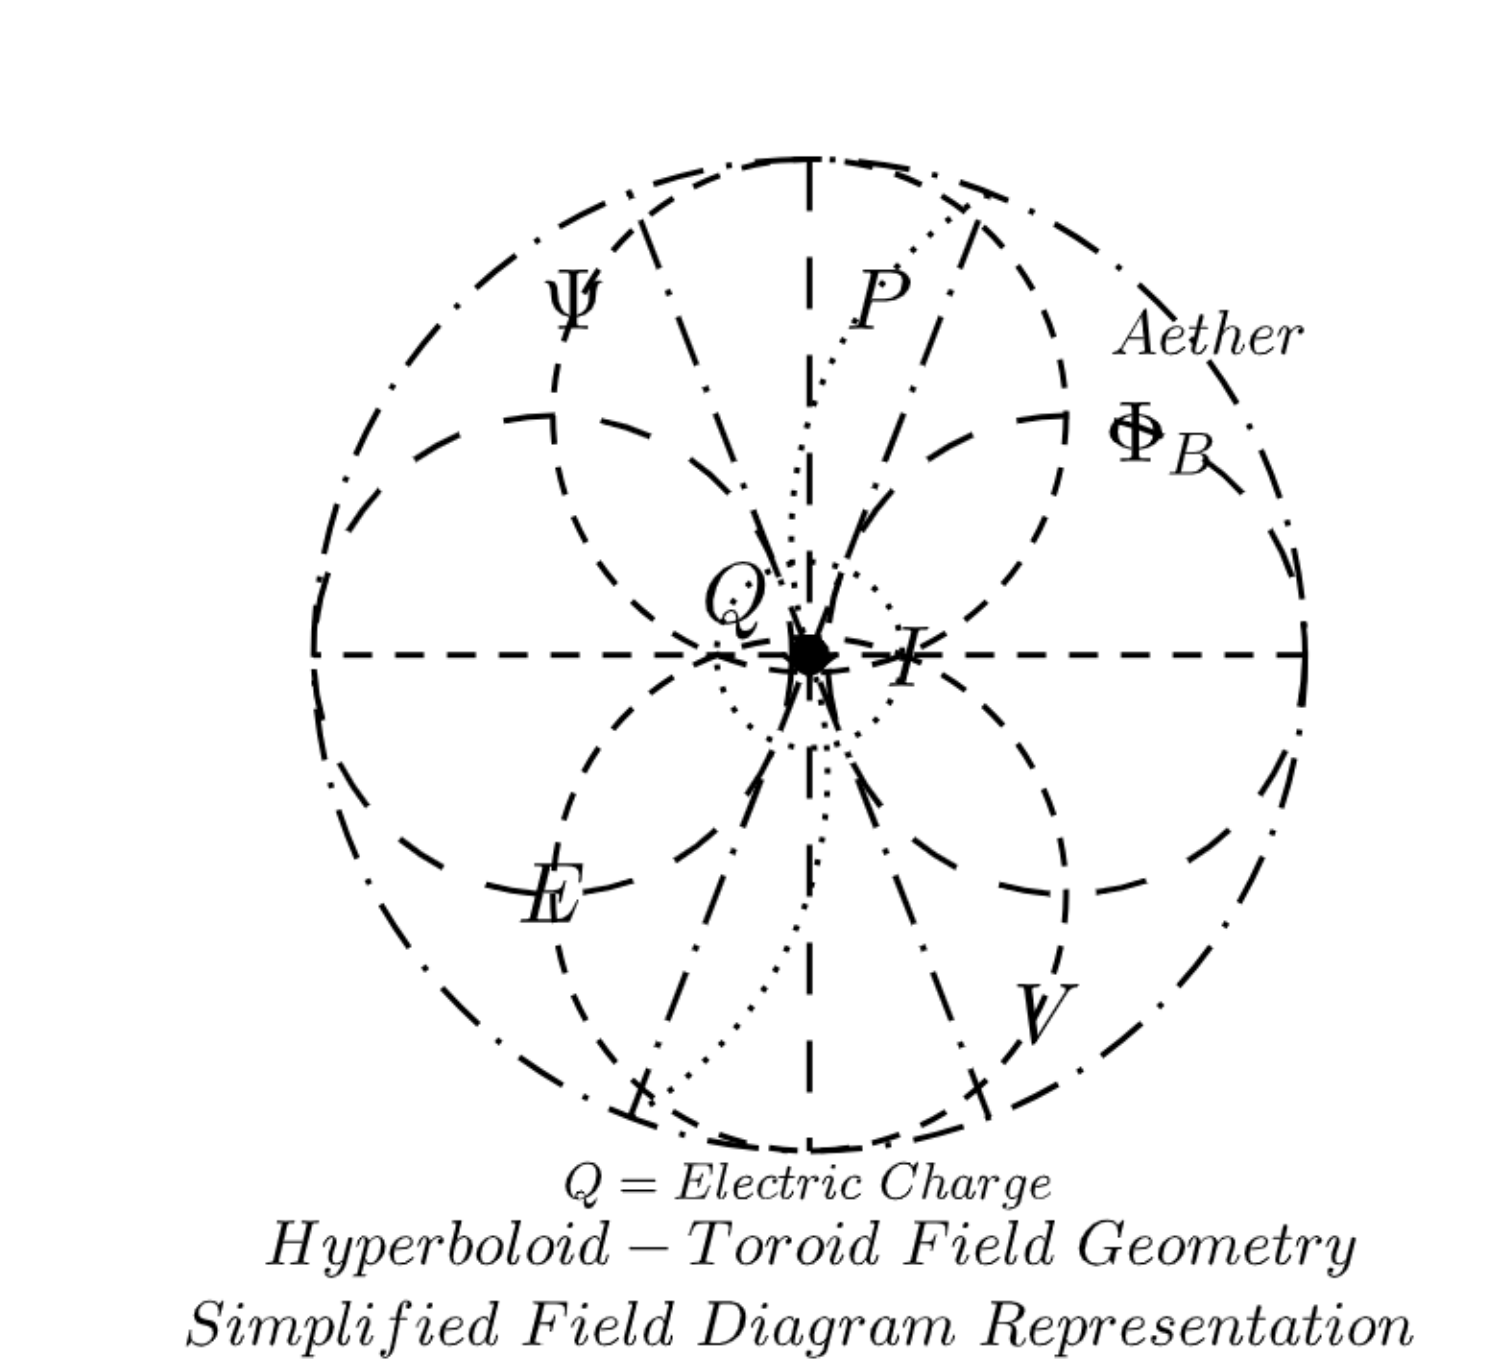 Ψ
P
Aether
Φ_B
Q
I
E
V
Q = Electric Charge
Hyperboloid − Toroid Field Geometry
Simplified Field Diagram Representation